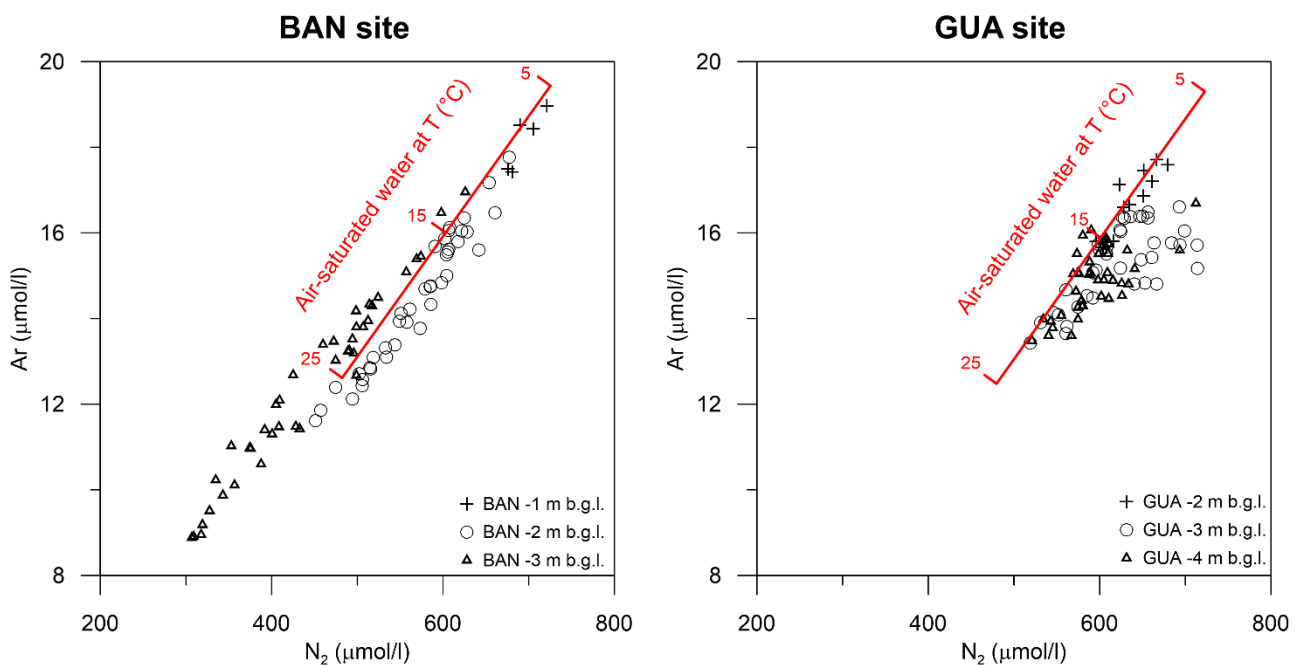 BAN site
20
16
12
8
Ar (µmol/l)
200
400
600
800
N₂ (µmol/l)
Air-saturated water at T (°C)
5
15
25
BAN -1 m b.g.l.
BAN -2 m b.g.l.
BAN -3 m b.g.l.
GUA site
20
16
12
8
Ar (µmol/l)
200
400
600
800
N₂ (µmol/l)
Air-saturated water at T (°C)
5
15
25
GUA -2 m b.g.l.
GUA -3 m b.g.l.
GUA -4 m b.g.l.